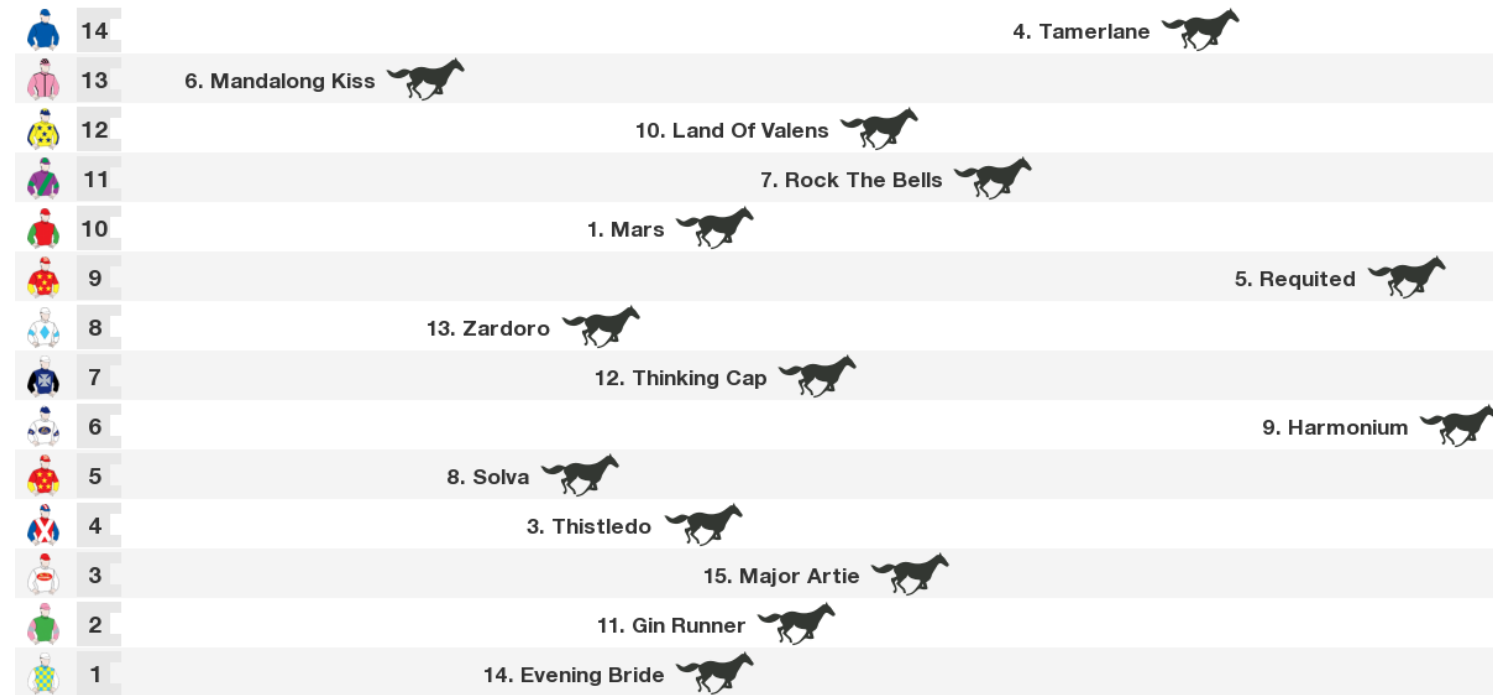 14 4. Tamerlane
13 6. Mandalong Kiss
12 10. Land Of Valens
11 7. Rock The Bells
10 1. Mars
9 5. Requited
8 13. Zardoro
7 12. Thinking Cap
6 9. Harmonium
5 8. Solva
4 3. Thistledo
3 15. Major Artie
2 11. Gin Runner
1 14. Evening Bride